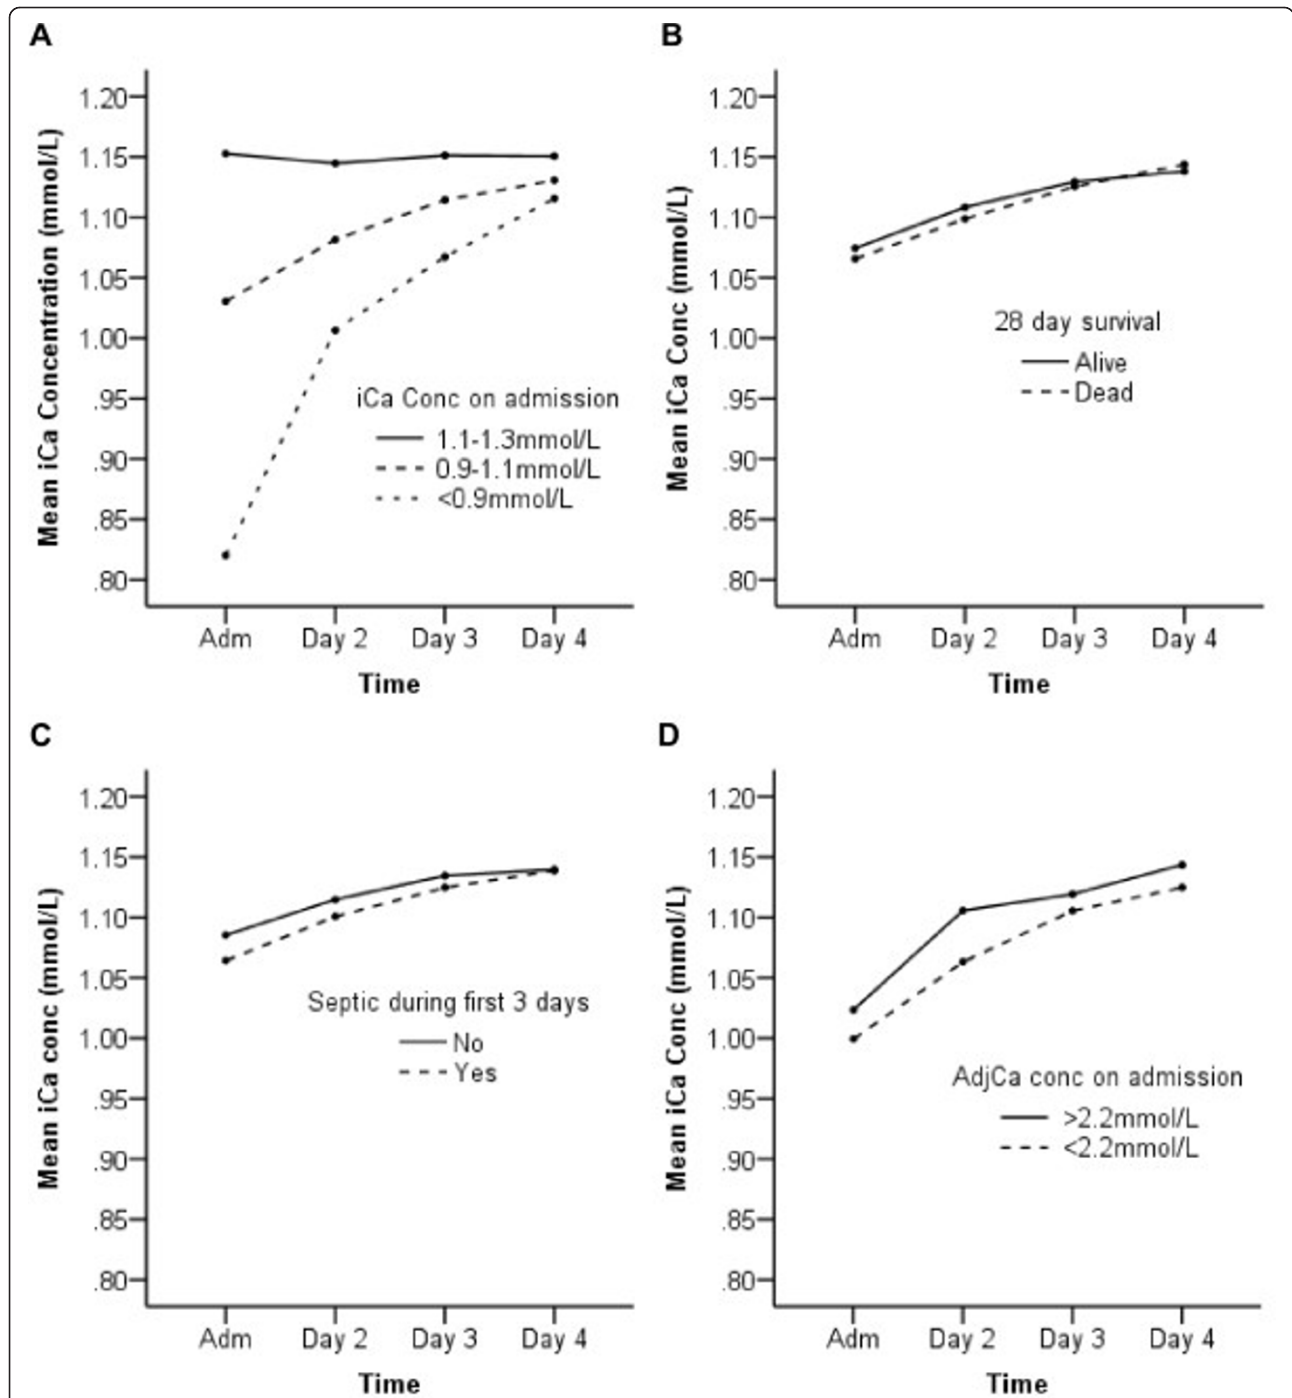 A
Mean iCa Concentration (mmol/L)
1.20
1.15
1.10
1.05
1.00
.95
.90
.85
.80
iCa Conc on admission
1.1-1.3mmol/L
0.9-1.1mmol/L
<0.9mmol/L
Adm Day 2 Day 3 Day 4
Time
B
Mean iCa Conc (mmol/L)
1.20
1.15
1.10
1.05
1.00
.95
.90
.85
.80
28 day survival
Alive
Dead
Adm Day 2 Day 3 Day 4
Time
C
Mean iCa conc (mmol/L)
1.20
1.15
1.10
1.05
1.00
.95
.90
.85
.80
Septic during first 3 days
No
Yes
Adm Day 2 Day 3 Day 4
Time
D
Mean iCa Conc (mmol/L)
1.20
1.15
1.10
1.05
1.00
.95
.90
.85
.80
AdjCa conc on admission
>2.2mmol/L
<2.2mmol/L
Adm Day 2 Day 3 Day 4
Time